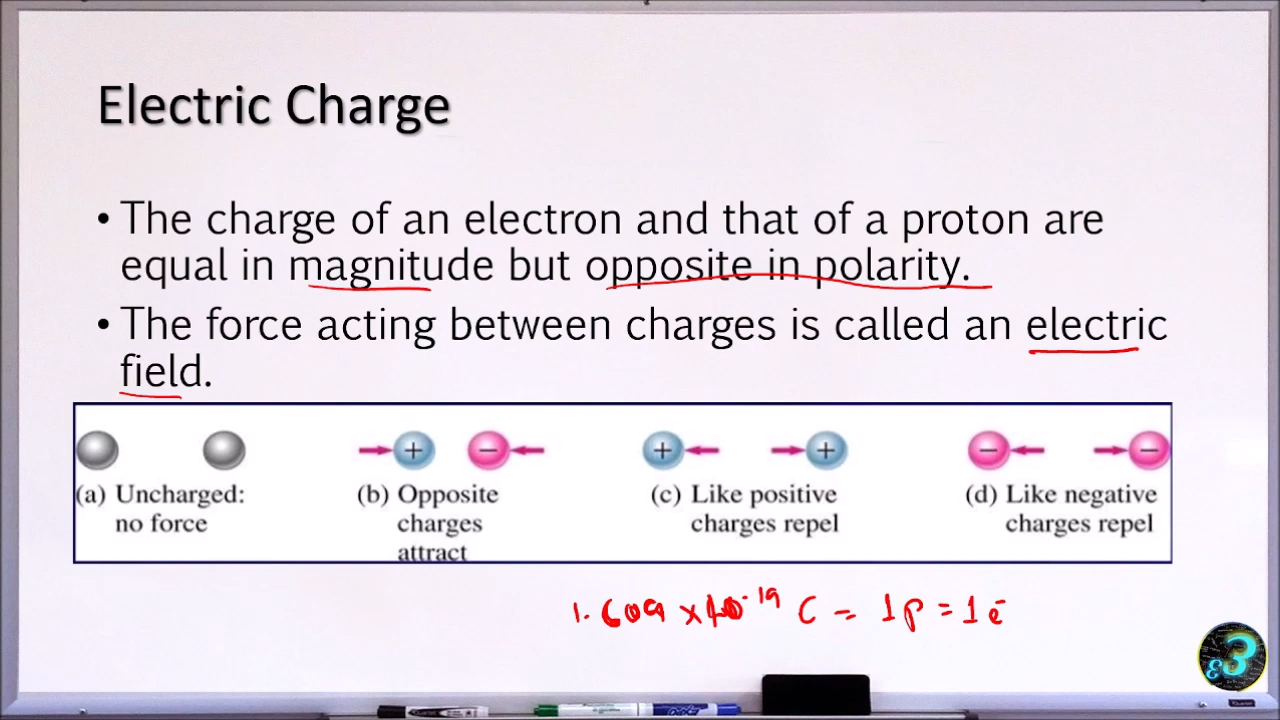 Electric Charge
• The charge of an electron and that of a proton are
equal in magnitude but opposite in polarity.
• The force acting between charges is called an electric
field.
+ − + + − −
(a) Uncharged:
no force
(b) Opposite
charges
attract
(c) Like positive
charges repel
(d) Like negative
charges repel
1.609 × 10⁻¹⁹ C = 1p = 1e⁻
ε3